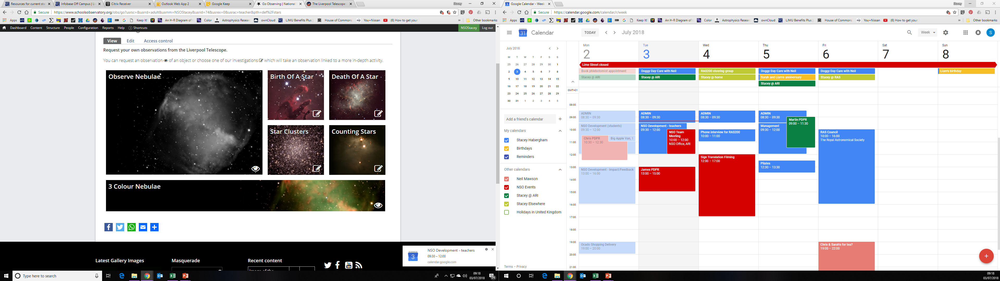 Resources for current sta
Infobase Off Campus | Li
Citrix Receiver
Outlook Web App 2
Google Keep
Go Observing | National
The Liverpool Telescope
Stacey
Secure
https://www.schoolsobservatory.org/obs/go?usrsc=&usrrd=adult&usrnm=NSOStacey&usrid=74&usrex=0&usrac=teacher&pth=def%2Fstars
Apps
Keep It!
An H-R Diagram of t
Color
Astrophysics Resear
ownCloud
LJMU Benefits Plus |
House of Commons
You+Nissan
(6) How to get your
Other bookmarks
Dashboard
Content
Structure
People
Configuration
Reports
Help
Shortcuts
NSOStacey
Log out
View
Edit
Access control
Request your own observations from the Liverpool Telescope.
You can request an observation of an object or choose one of our investigations which will take an observation linked to a more in-depth activity.
Observe Nebulae
Birth Of A Star
Death Of A Star
Star Clusters
Counting Stars
3 Colour Nebulae
Latest Gallery Images
Masquerade
Recent content
NSO Development - teachers
09:30 – 12:00
calendar.google.com
Type here to search
09:18
03/07/2018
26
Google Calendar - Week
Stacey
Secure
https://calendar.google.com/calendar/r/week
Apps
Keep It!
An H-R Diagram of t
Color
Astrophysics Resear
ownCloud
LJMU Benefits Plus |
House of Commons
You+Nissan
(6) How to get your
Other bookmarks
31
Calendar
TODAY
July 2018
Week
S
July 2018
M T W T F S S
25 26 27 28 29 30 1
2 3 4 5 6 7 8
9 10 11 12 13 14 15
16 17 18 19 20 21 22
23 24 25 26 27 28 29
30 31 1 2 3 4 5
Add a friend's calendar
My calendars
Stacey Habergham
Birthdays
Reminders
Other calendars
Neil Mawson
NSO Events
Stacey @ ARI
Stacey Elsewhere
Holidays in United Kingdom
Terms – Privacy
Mon Tue Wed Thu Fri Sat Sun
2 3 4 5 6 7 8
Lime Street closed
Book phlebotomist appointment
Doggy Day Care with Neil
RAS200 steering group
Doggy Day Care with Neil
Doggy Day Care with Neil
Liam's birthday
Stacey @ ARI
Stacey @ ARI
Stacey @ home
Sarah and Liam's anniversary
Stacey @ RAS
Stacey @ ARI
GMT+01
08:00
09:00
10:00
11:00
12:00
13:00
14:00
15:00
16:00
17:00
18:00
19:00
20:00
21:00
ADMIN
08:30 – 09:30
NSO Development (students)
09:30 – 12:00
Chris PDPR
10:30 – 12:30
Big Apple Van, 1
NSO Development - Impact/Feedback
13:00 – 16:00
Ocado Shopping Delivery
19:00 – 20:00
ADMIN
08:30 – 09:30
NSO Development - teachers
09:30 – 12:00
NSO Team
Meeting
10:00 – 12:00
NSO Office, ARI
James PDPR
13:00 – 15:00
ADMIN
08:30 – 09:30
Phone interview for RAS200
10:00 – 11:00
Sign Translation Filming
12:00 – 17:00
ADMIN
08:30 – 09:30
Martin PDPR
09:00 – 11:30
Management
09:30 – 12:00
Pilates
12:30 – 13:30
RAS Council
10:00 – 16:00
The Royal Astronomical Society
Chris & Sarah's for tea?
19:00 – 22:00
09:18
03/07/2018